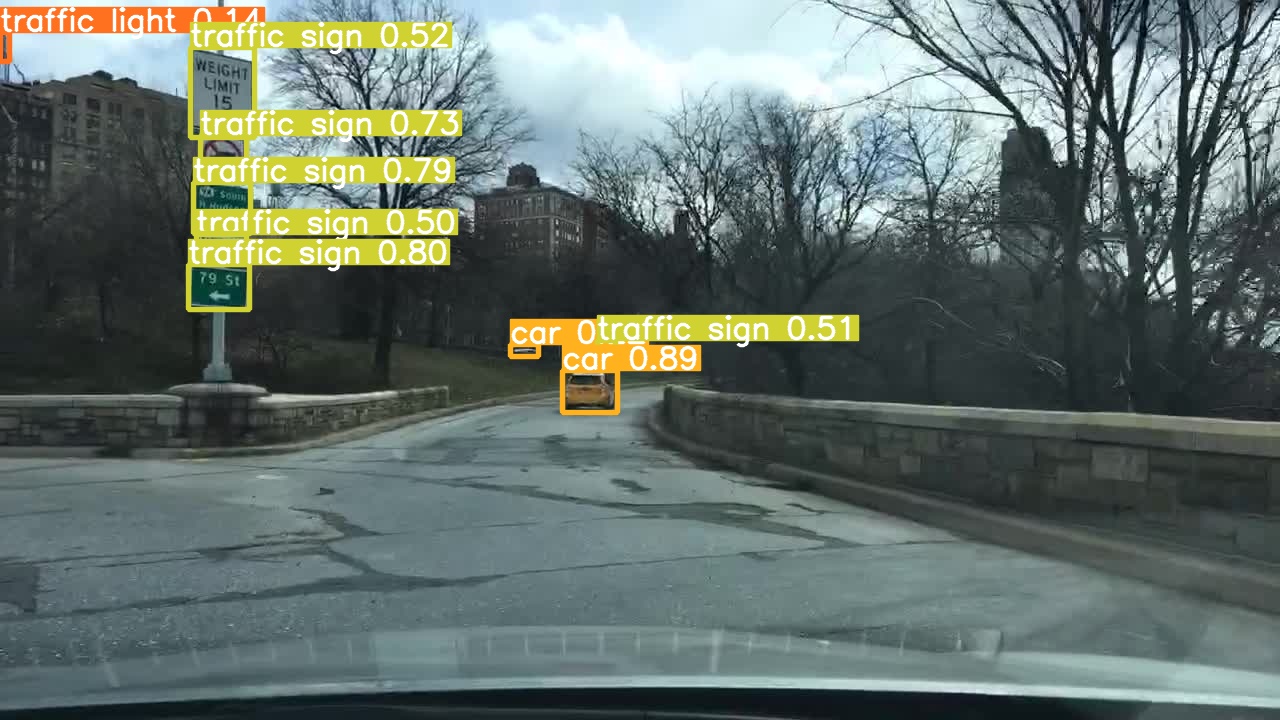 traffic light 0.14
traffic sign 0.52
WEIGHT
LIMIT
15
traffic sign 0.73
traffic sign 0.79
traffic sign 0.50
traffic sign 0.80
79 St
car
traffic sign 0.51
car 0.89